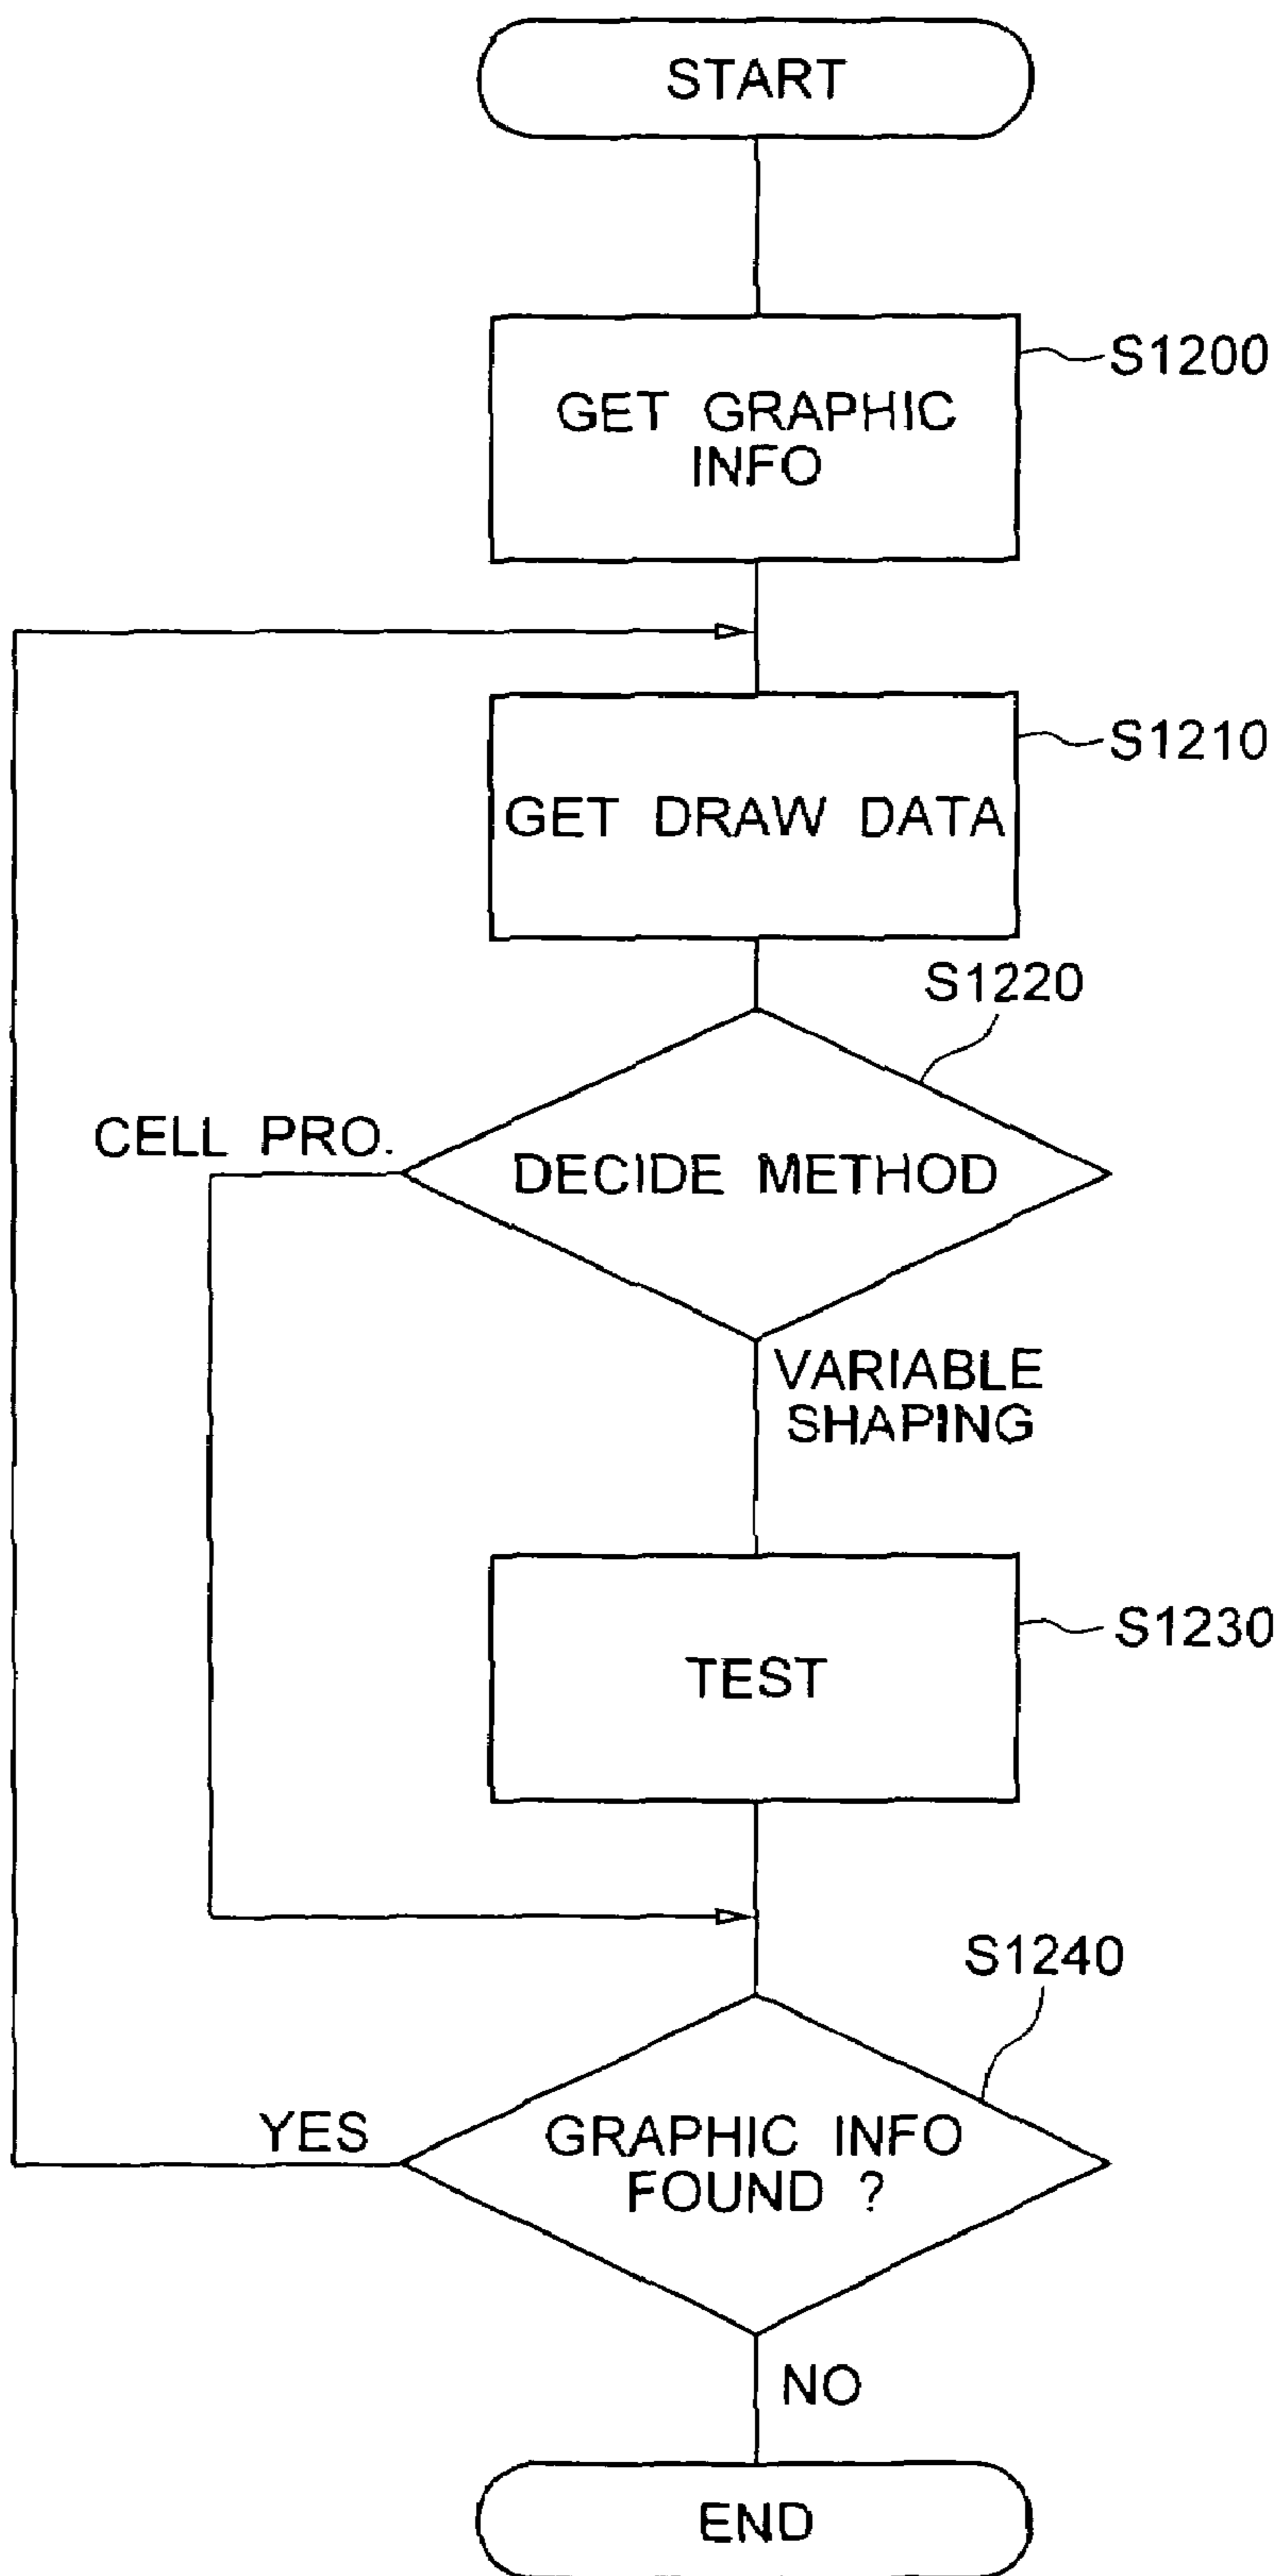 START
S1200
GET GRAPHIC
INFO
S1210
GET DRAW DATA
S1220
CELL PRO.
DECIDE METHOD
VARIABLE
SHAPING
S1230
TEST
S1240
YES
GRAPHIC INFO
FOUND ?
NO
END